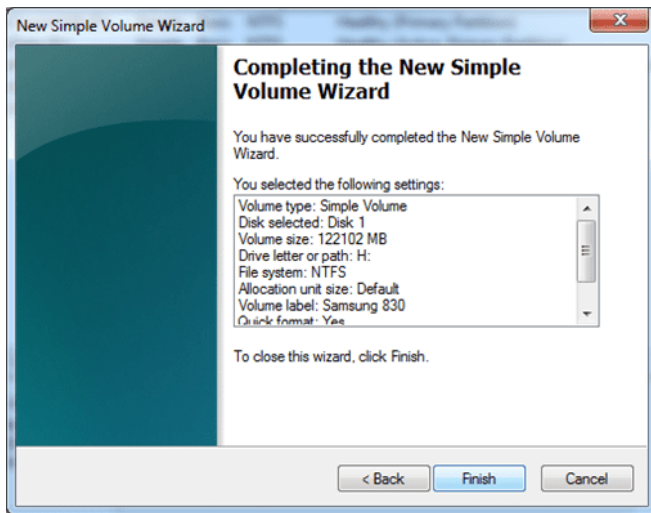 New Simple Volume Wizard
Completing the New Simple
Volume Wizard
You have successfully completed the New Simple Volume
Wizard.
You selected the following settings:
Volume type: Simple Volume
Disk selected: Disk 1
Volume size: 122102 MB
Drive letter or path: H:
File system: NTFS
Allocation unit size: Default
Volume label: Samsung 830
Quick format: Yes
To close this wizard, click Finish.
< Back
Finish
Cancel